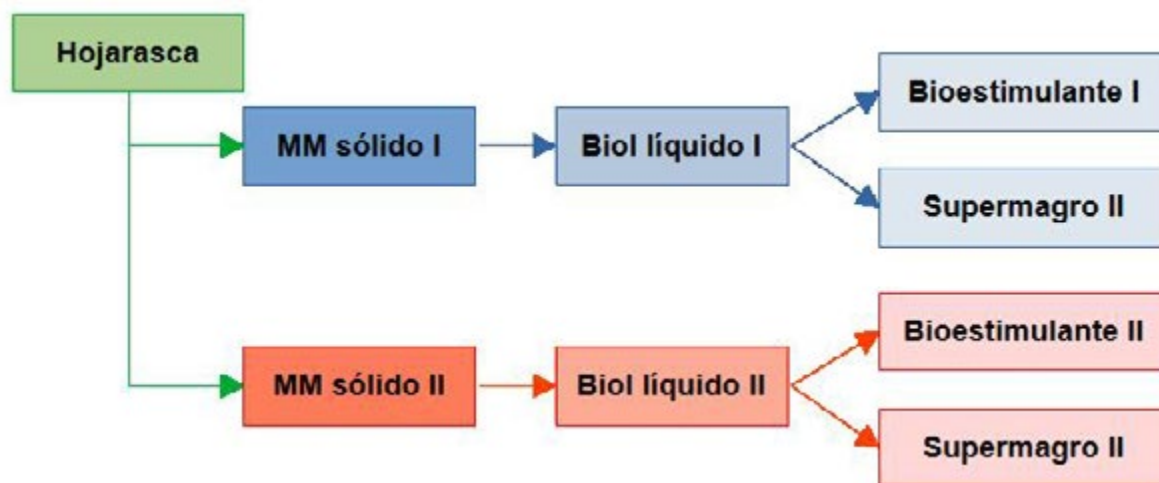 Hojarasca
MM sólido I
Biol líquido I
Bioestimulante I
Supermagro II
MM sólido II
Biol líquido II
Bioestimulante II
Supermagro II